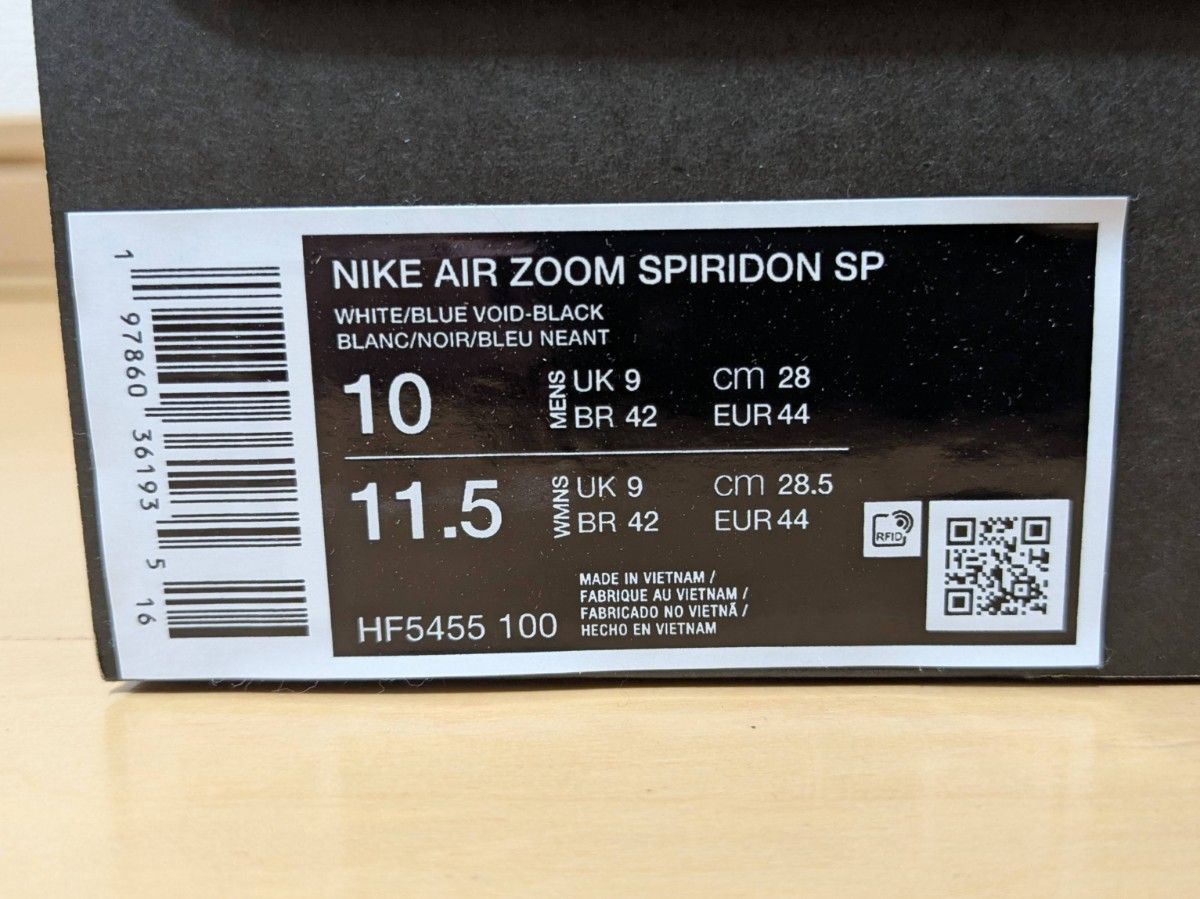 1 97860 36193 5 16
NIKE AIR ZOOM SPIRIDON SP
WHITE/BLUE VOID-BLACK
BLANC/NOIR/BLEU NEANT
10 MENS UK 9 cm 28
BR 42 EUR 44
11.5 WMNS UK 9 cm 28.5
BR 42 EUR 44
RFID
MADE IN VIETNAM /
FABRIQUE AU VIETNAM /
FABRICADO NO VIETNÃ /
HECHO EN VIETNAM
HF5455 100